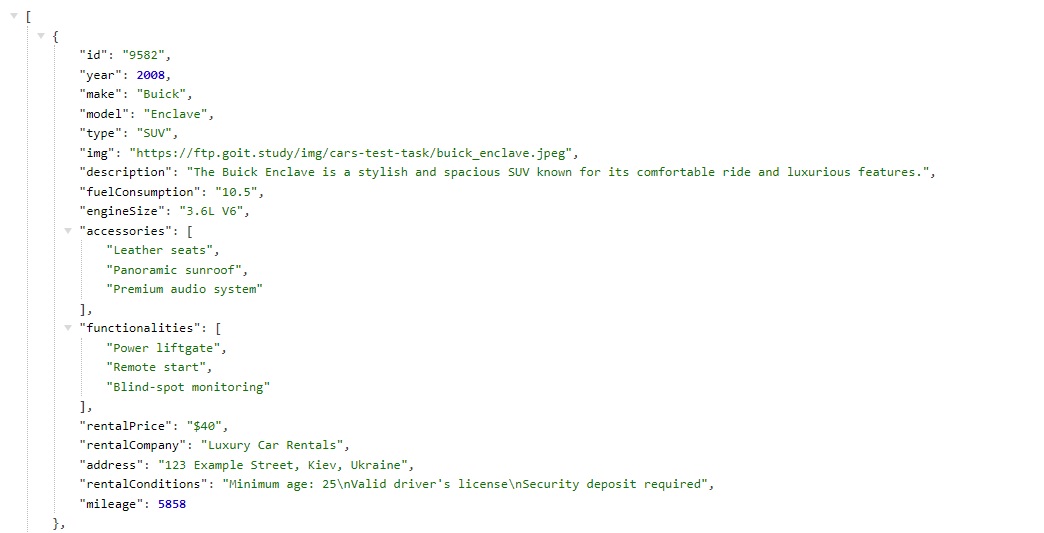 [
{
"id": "9582",
"year": 2008,
"make": "Buick",
"model": "Enclave",
"type": "SUV",
"img": "https://ftp.goit.study/img/cars-test-task/buick_enclave.jpeg",
"description": "The Buick Enclave is a stylish and spacious SUV known for its comfortable ride and luxurious features.",
"fuelConsumption": "10.5",
"engineSize": "3.6L V6",
"accessories": [
"Leather seats",
"Panoramic sunroof",
"Premium audio system"
],
"functionalities": [
"Power liftgate",
"Remote start",
"Blind-spot monitoring"
],
"rentalPrice": "$40",
"rentalCompany": "Luxury Car Rentals",
"address": "123 Example Street, Kiev, Ukraine",
"rentalConditions": "Minimum age: 25\nValid driver's license\nSecurity deposit required",
"mileage": 5858
},